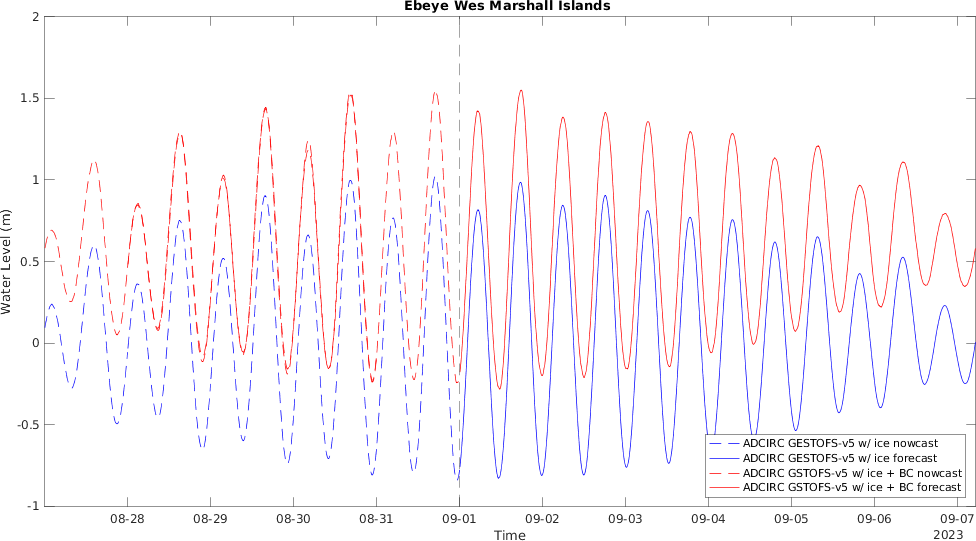 Ebeye Wes Marshall Islands
2
1.5
1
0.5
0
-0.5
-1
Water Level (m)
08-28
08-29
08-30
08-31
09-01
09-02
09-03
09-04
09-05
09-06
09-07
Time
2023
ADCIRC GESTOFS-v5 w/ ice nowcast
ADCIRC GESTOFS-v5 w/ ice forecast
ADCIRC GSTOFS-v5 w/ ice + BC nowcast
ADCIRC GSTOFS-v5 w/ ice + BC forecast